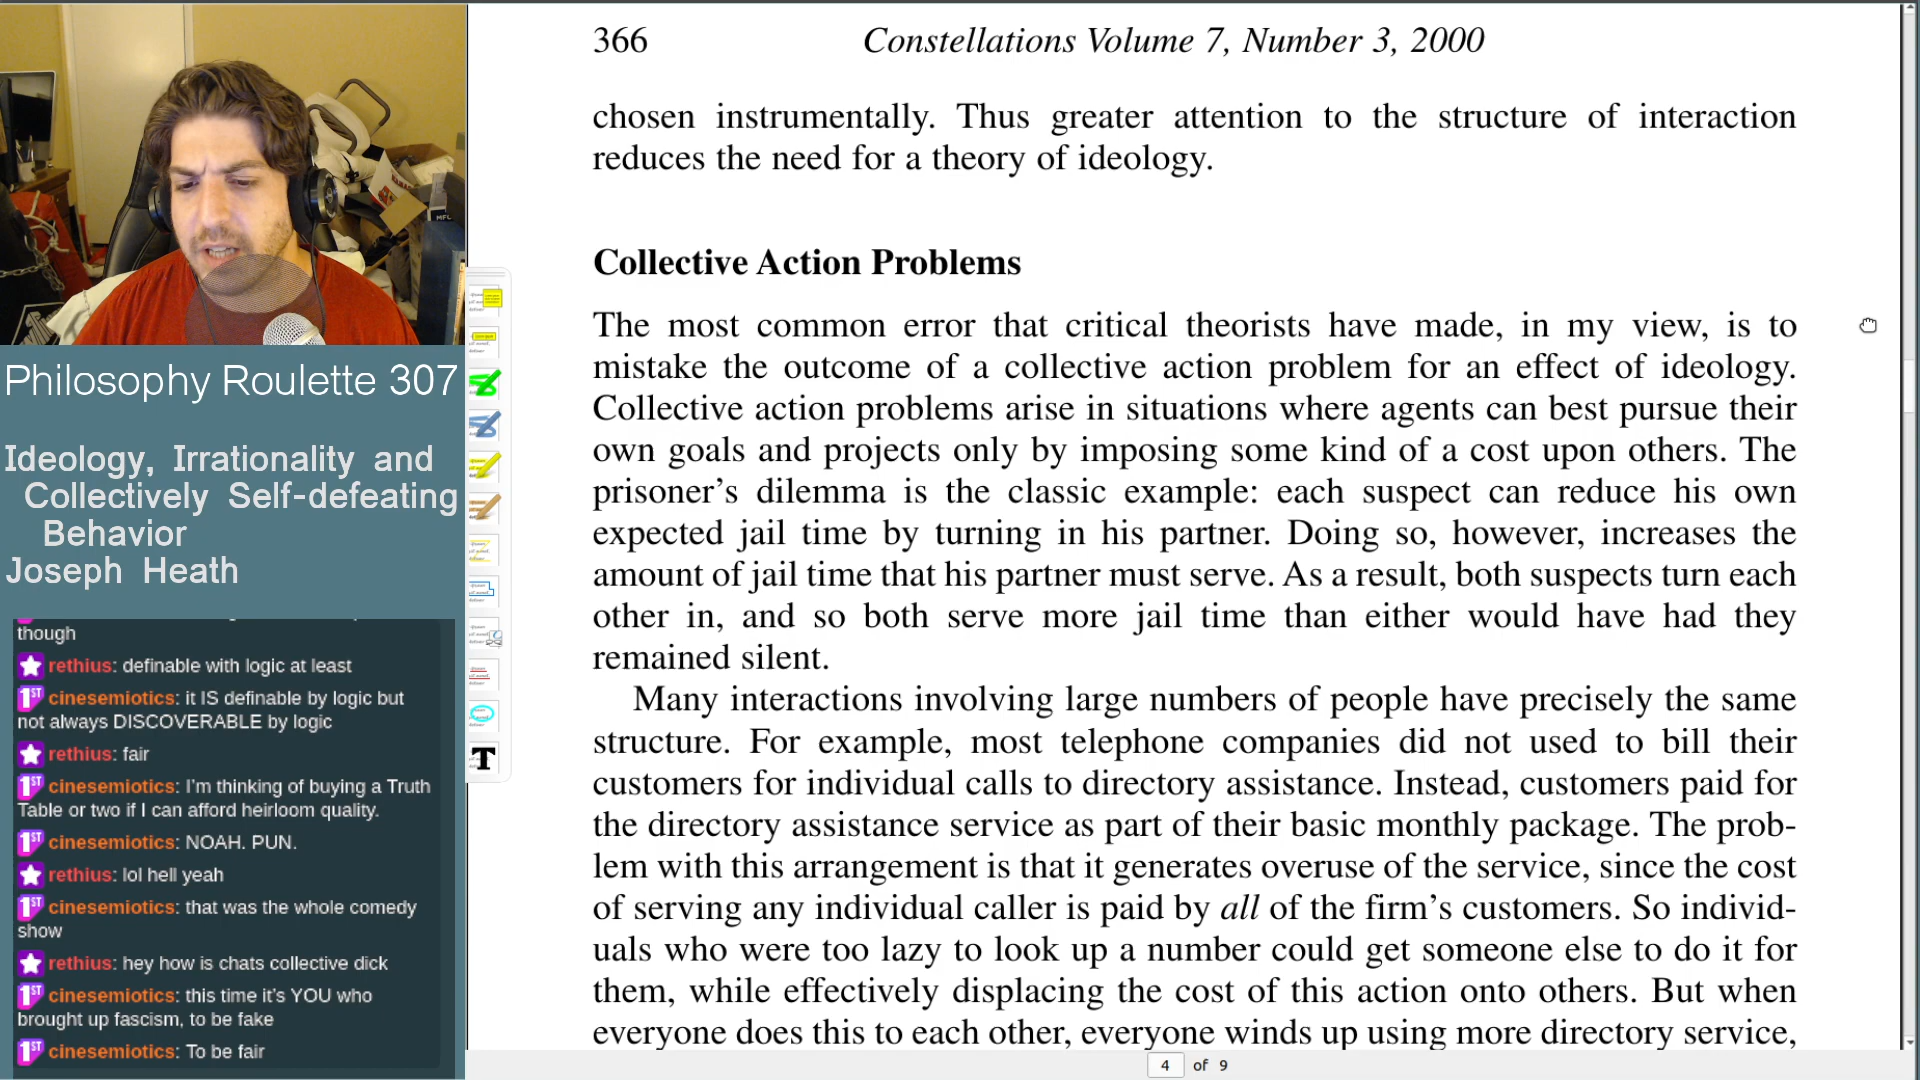 366
Constellations Volume 7, Number 3, 2000
chosen instrumentally. Thus greater attention to the structure of interaction
reduces the need for a theory of ideology.
Collective Action Problems
The most common error that critical theorists have made, in my view, is to
mistake the outcome of a collective action problem for an effect of ideology.
Collective action problems arise in situations where agents can best pursue their
own goals and projects only by imposing some kind of a cost upon others. The
prisoner's dilemma is the classic example: each suspect can reduce his own
expected jail time by turning in his partner. Doing so, however, increases the
amount of jail time that his partner must serve. As a result, both suspects turn each
other in, and so both serve more jail time than either would have had they
remained silent.
Many interactions involving large numbers of people have precisely the same
structure. For example, most telephone companies did not used to bill their
customers for individual calls to directory assistance. Instead, customers paid for
the directory assistance service as part of their basic monthly package. The prob-
lem with this arrangement is that it generates overuse of the service, since the cost
of serving any individual caller is paid by all of the firm's customers. So individ-
uals who were too lazy to look up a number could get someone else to do it for
them, while effectively displacing the cost of this action onto others. But when
everyone does this to each other, everyone winds up using more directory service,
4 of 9
T
MFL
Philosophy Roulette 307
Ideology, Irrationality and
Collectively Self-defeating
Behavior
Joseph Heath
though
rethius: definable with logic at least
1ST cinesemiotics: it IS definable by logic but
not always DISCOVERABLE by logic
rethius: fair
1ST cinesemiotics: I'm thinking of buying a Truth
Table or two if I can afford heirloom quality.
1ST cinesemiotics: NOAH. PUN.
rethius: lol hell yeah
1ST cinesemiotics: that was the whole comedy
show
rethius: hey how is chats collective dick
1ST cinesemiotics: this time it's YOU who
brought up fascism, to be fake
1ST cinesemiotics: To be fair